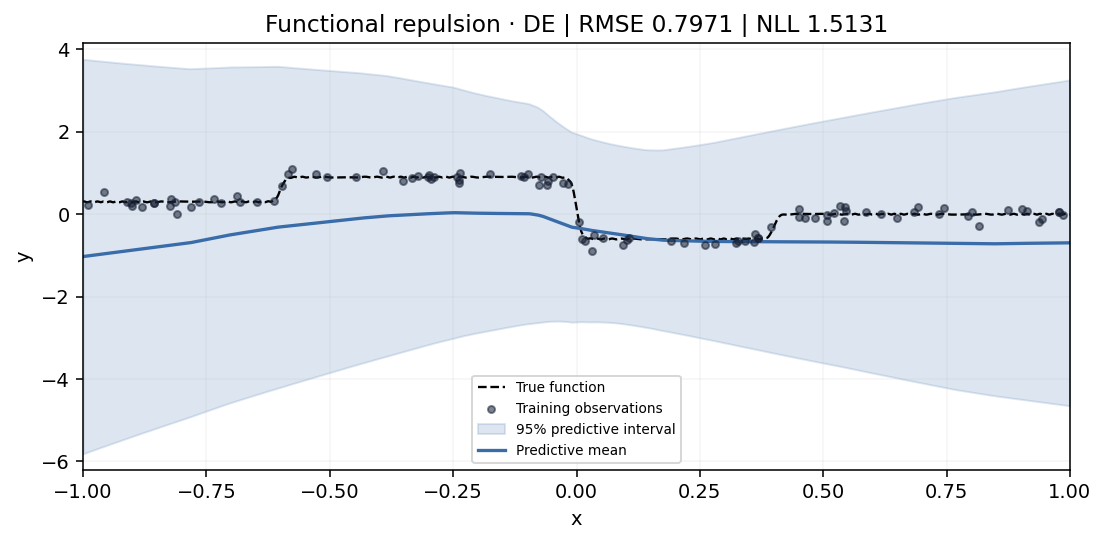 Functional repulsion · DE | RMSE 0.7971 | NLL 1.5131
4
2
0
−2
−4
−6
y
True function
Training observations
95% predictive interval
Predictive mean
−1.00 −0.75 −0.50 −0.25 0.00 0.25 0.50 0.75 1.00
x